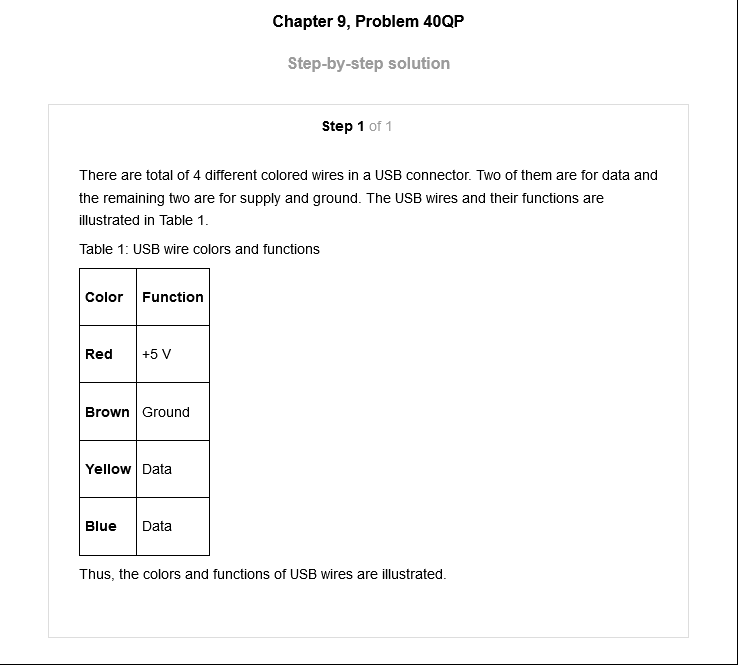 Chapter 9, Problem 40QP
Step-by-step solution
Step 1 of 1
There are total of 4 different colored wires in a USB connector. Two of them are for data and
the remaining two are for supply and ground. The USB wires and their functions are
illustrated in Table 1.
Table 1: USB wire colors and functions
Color Function
Red +5 V
Brown Ground
Yellow Data
Blue Data
Thus, the colors and functions of USB wires are illustrated.